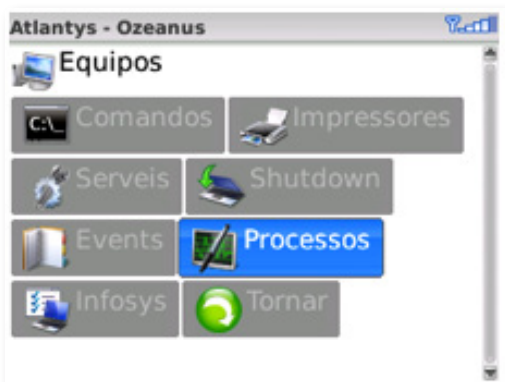 Atlantys - Ozeanus
Equipos
C:\_ Comandos Impressores
Serveis Shutdown
Events Processos
Infosys Tornar